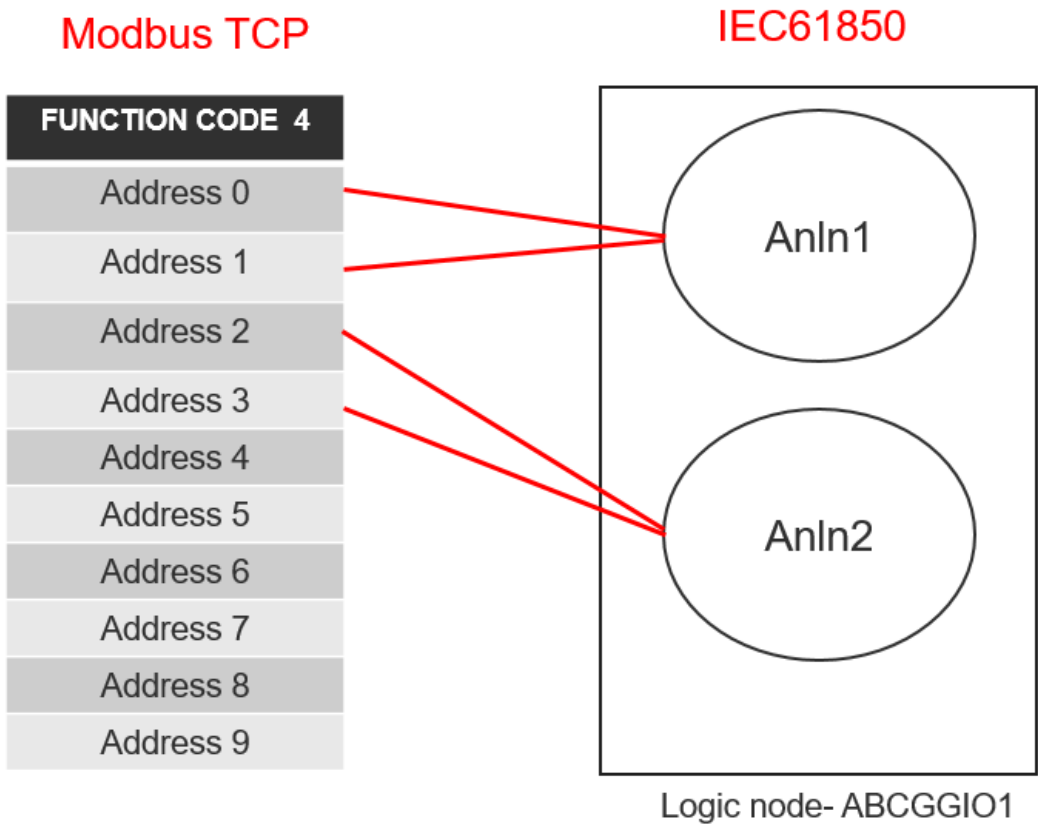 Modbus TCP
IEC61850
FUNCTION CODE 4
Address 0
Address 1
Address 2
Address 3
Address 4
Address 5
Address 6
Address 7
Address 8
Address 9
AnIn1
AnIn2
Logic node- ABCGGIO1